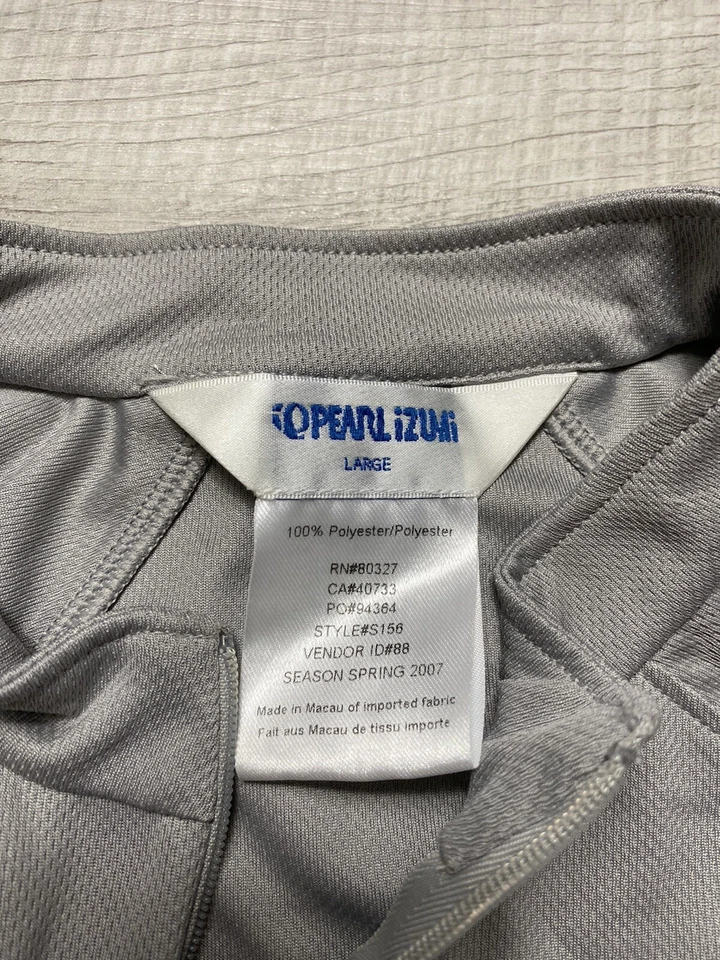 PEARL iZUMi
LARGE
100% Polyester/Polyester
RN#80327
CA#40733
PO#94364
STYLE#S156
VENDOR ID#88
SEASON SPRING 2007
Made in Macau of imported fabric
Fait aus Macau de tissu importe